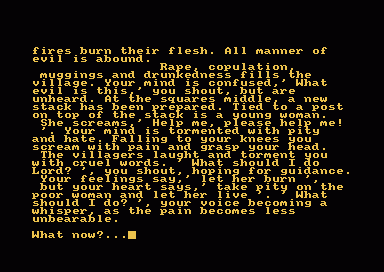 fires burn their flesh. All manner of
evil is abound.
Rape, copulation,
muggings and drunkedness fills the
village. Your mind is confused,' What
evil is this,' you shout, but are
unheard. At the squares middle, a new
stack has been prepared. Tied to a post
on top of the stack is a young woman.
She screams,' Help me, please help me!
'. Your mind is tormented with pity
and hate. Falling to your knees you
scream with pain and grasp your head.
The villagers laught and torment you
with cruel words. ' What should I do
Lord? ', you shout, hoping for guidance.
Your feelings say,' let her burn ',
but your heart says,' take pity on the
poor woman and let her live '. ' What
should I do? ', your voice becoming a
whisper, as the pain becomes less
unbearable.
What now?...